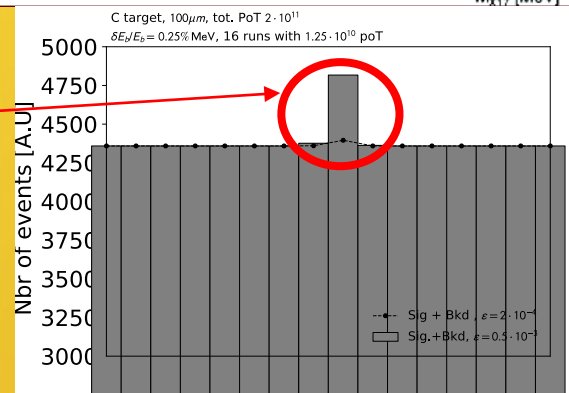 C target, 100μm, tot. PoT 2·10¹¹
δE_b/E_b = 0.25% MeV, 16 runs with 1.25·10¹⁰ poT
Nbr of events [A.U]
5000
4750
4500
4250
4000
3750
3500
3250
3000
Sig + Bkd , ε=2·10⁻⁴
Sig.+Bkd, ε=0.5·10⁻³